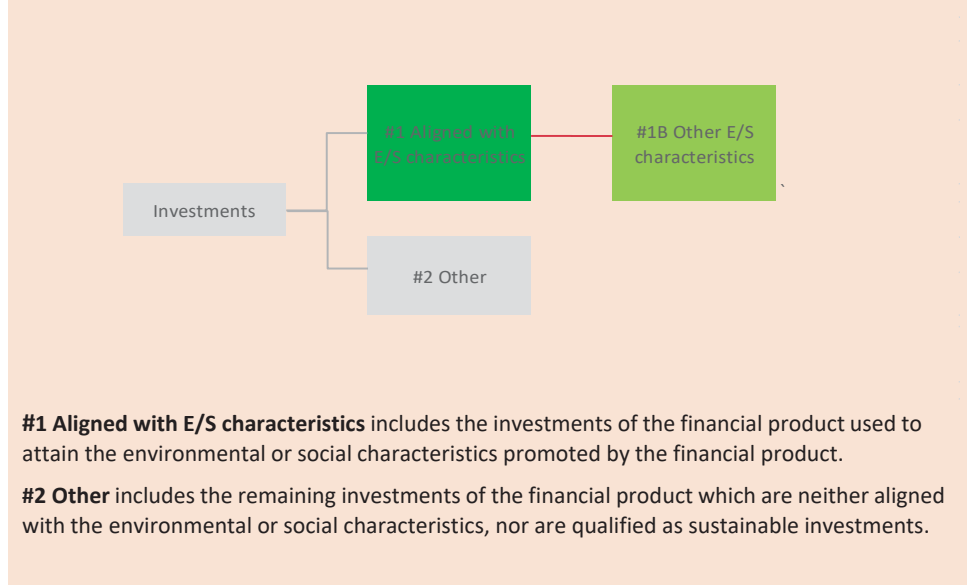 #1 Aligned with
E/S characteristics
#1B Other E/S
characteristics
`
Investments
#2 Other
#1 Aligned with E/S characteristics includes the investments of the financial product used to
attain the environmental or social characteristics promoted by the financial product.
#2 Other includes the remaining investments of the financial product which are neither aligned
with the environmental or social characteristics, nor are qualified as sustainable investments.